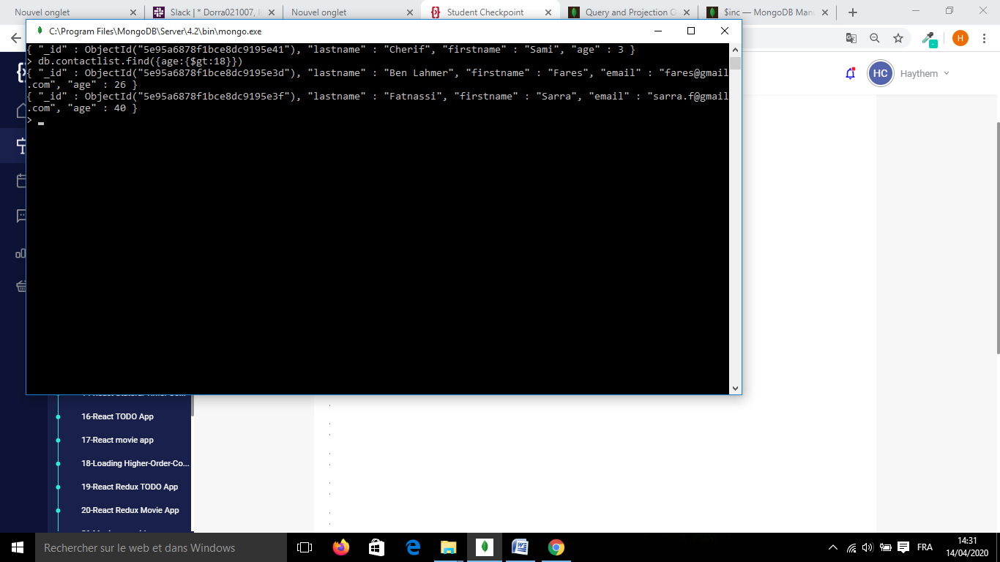 Nouvel onglet
Slack | * Dorra021007,
Nouvel onglet
Student Checkpoint
Query and Projection O
$inc — MongoDB Man
C:\Program Files\MongoDB\Server\4.2\bin\mongo.exe
{ "_id" : ObjectId("5e95a6878f1bce8dc9195e41"), "lastname" : "Cherif", "firstname" : "Sami", "age" : 3 }
> db.contactlist.find({age:{$gt:18}})
{ "_id" : ObjectId("5e95a6878f1bce8dc9195e3d"), "lastname" : "Ben Lahmer", "firstname" : "Fares", "email" : "fares@gmail
.com", "age" : 26 }
{ "_id" : ObjectId("5e95a6878f1bce8dc9195e3f"), "lastname" : "Fatnassi", "firstname" : "Sarra", "email" : "sarra.f@gmail
.com", "age" : 40 }
>
H
HC
Haythem
16-React TODO App
17-React movie app
18-Loading Higher-Order-Co...
19-React Redux TODO App
20-React Redux Movie App
Rechercher sur le web et dans Windows
FRA
14:31
14/04/2020